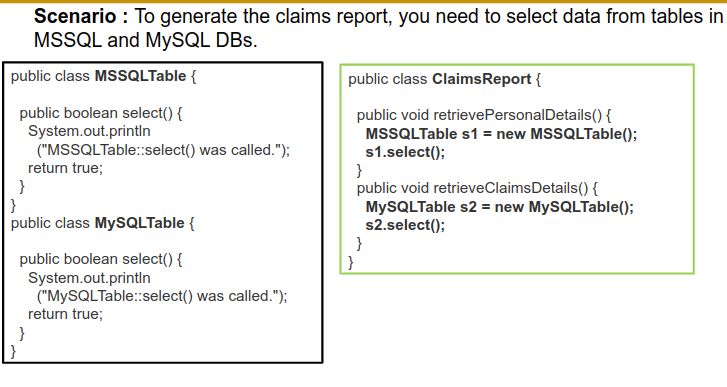 Scenario : To generate the claims report, you need to select data from tables in
MSSQL and MySQL DBs.
public class MSSQLTable {
public boolean select() {
System.out.println
("MSSQLTable::select() was called.");
return true;
}
}
public class MySQLTable {
public boolean select() {
System.out.println
("MySQLTable::select() was called.");
return true;
}
}
public class ClaimsReport {
public void retrievePersonalDetails() {
MSSQLTable s1 = new MSSQLTable();
s1.select();
}
public void retrieveClaimsDetails() {
MySQLTable s2 = new MySQLTable();
s2.select();
}
}